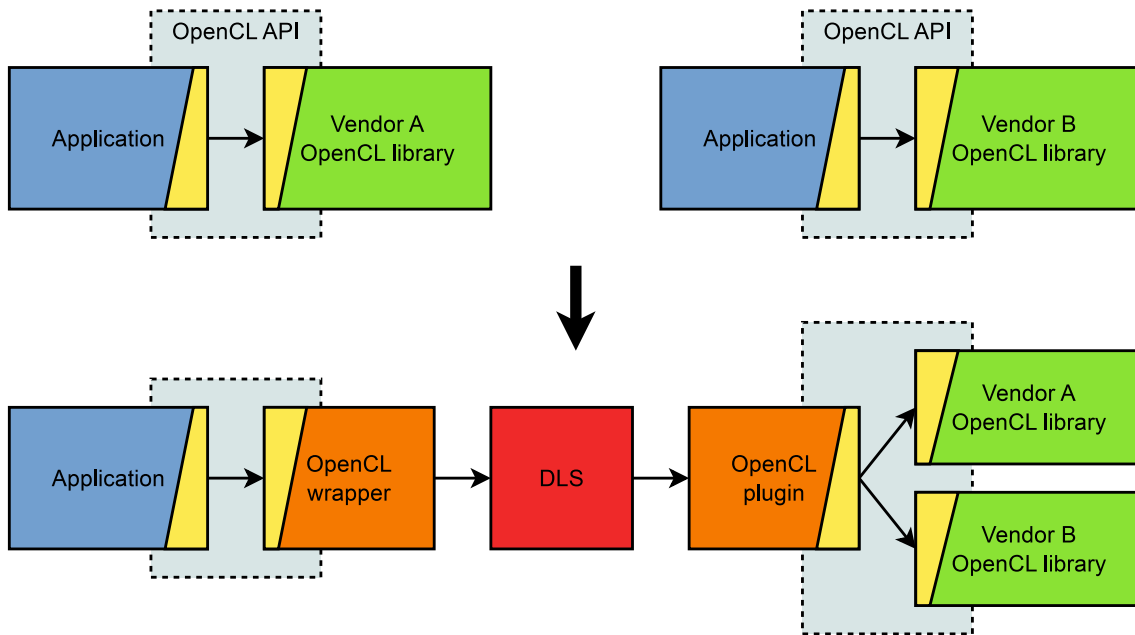 OpenCL API
OpenCL API
Application
Vendor A
OpenCL library
Application
Vendor B
OpenCL library
Application
OpenCL
wrapper
DLS
OpenCL
plugin
Vendor A
OpenCL library
Vendor B
OpenCL library